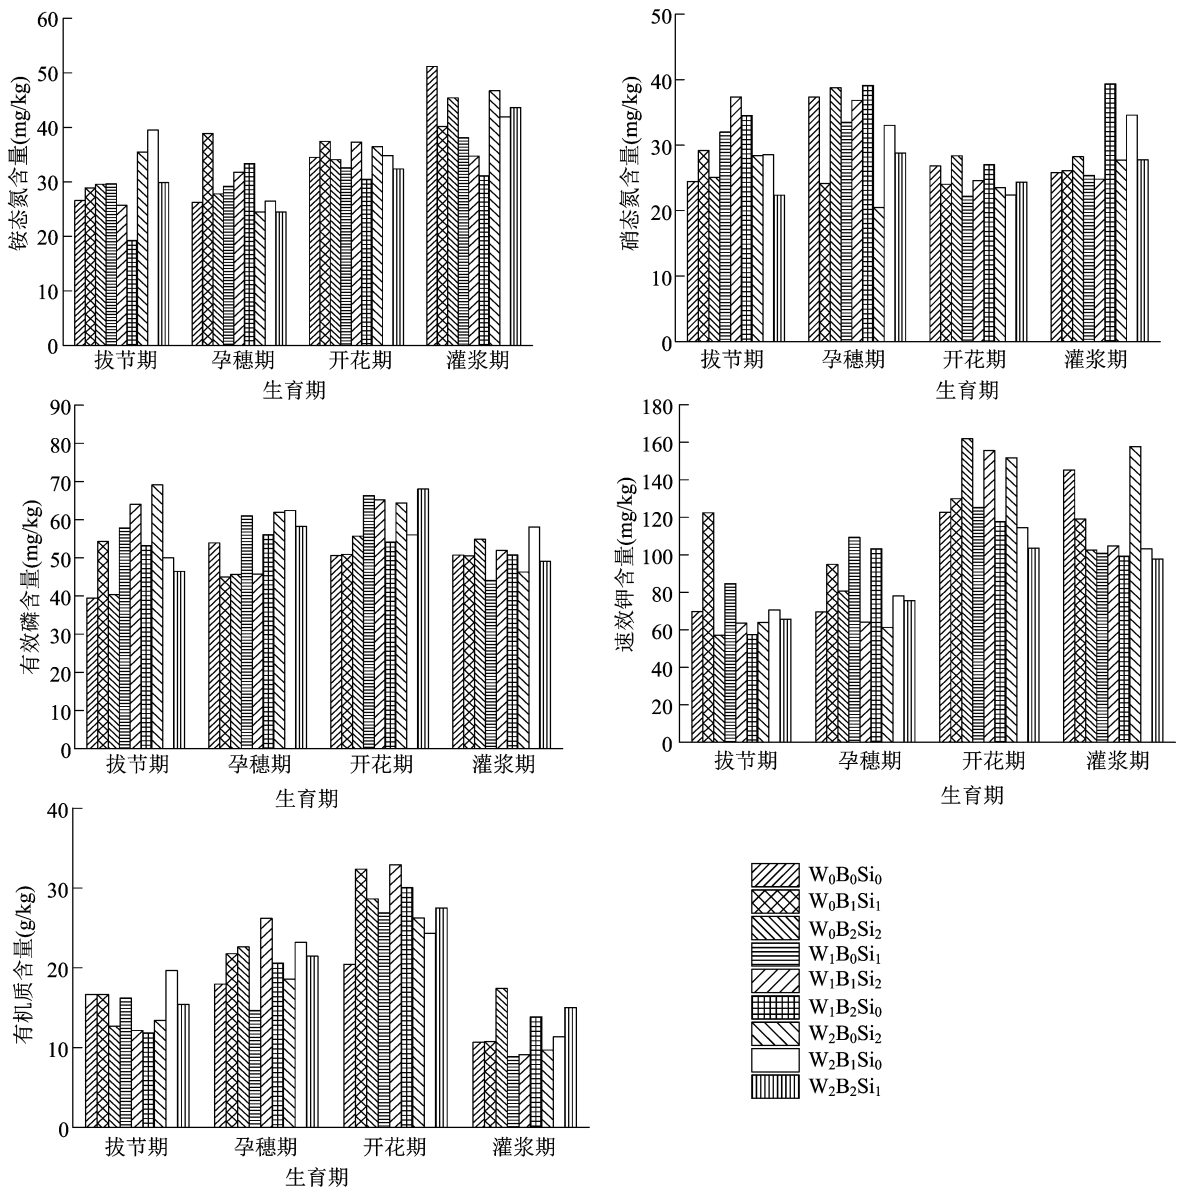 铵态氮含量(mg/kg)
60
50
40
30
20
10
0
拔节期 孕穗期 开花期 灌浆期
生育期
硝态氮含量(mg/kg)
50
40
30
20
10
0
拔节期 孕穗期 开花期 灌浆期
生育期
有效磷含量(mg/kg)
90
80
70
60
50
40
30
20
10
0
拔节期 孕穗期 开花期 灌浆期
生育期
速效钾含量(mg/kg)
180
160
140
120
100
80
60
40
20
0
拔节期 孕穗期 开花期 灌浆期
生育期
有机质含量(g/kg)
40
30
20
10
0
拔节期 孕穗期 开花期 灌浆期
生育期
W₀B₀Si₀
W₀B₁Si₁
W₀B₂Si₂
W₁B₀Si₁
W₁B₁Si₂
W₁B₂Si₀
W₂B₀Si₂
W₂B₁Si₀
W₂B₂Si₁